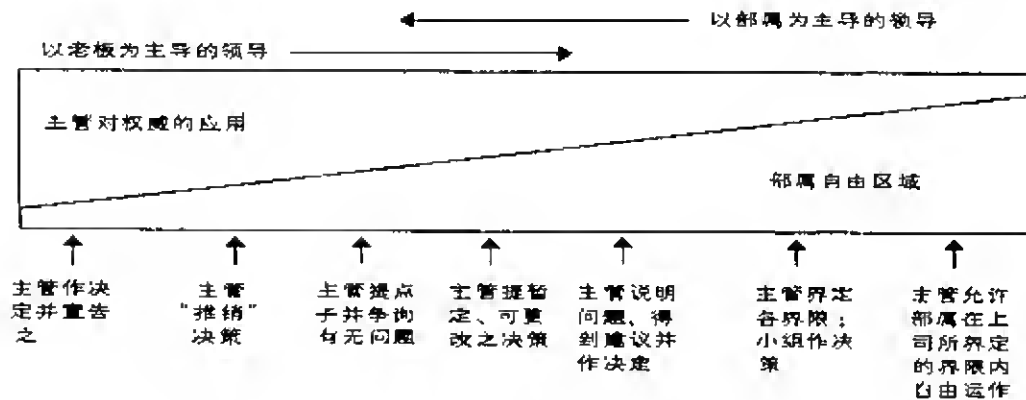 以部属为主导的领导
以老板为主导的领导
主管对权威的应用
部属自由区域
主管作决
定并宣告
之
主管
“推销”
决策
主管提点
子并争询
有无问题
主管提暂
定、可更
改之决策
主管说明
问题、得
到建议并
作决定
主管界定
各界限；
小组作决
策
主管允许
部属在上
司所界定
的界限内
自由运作